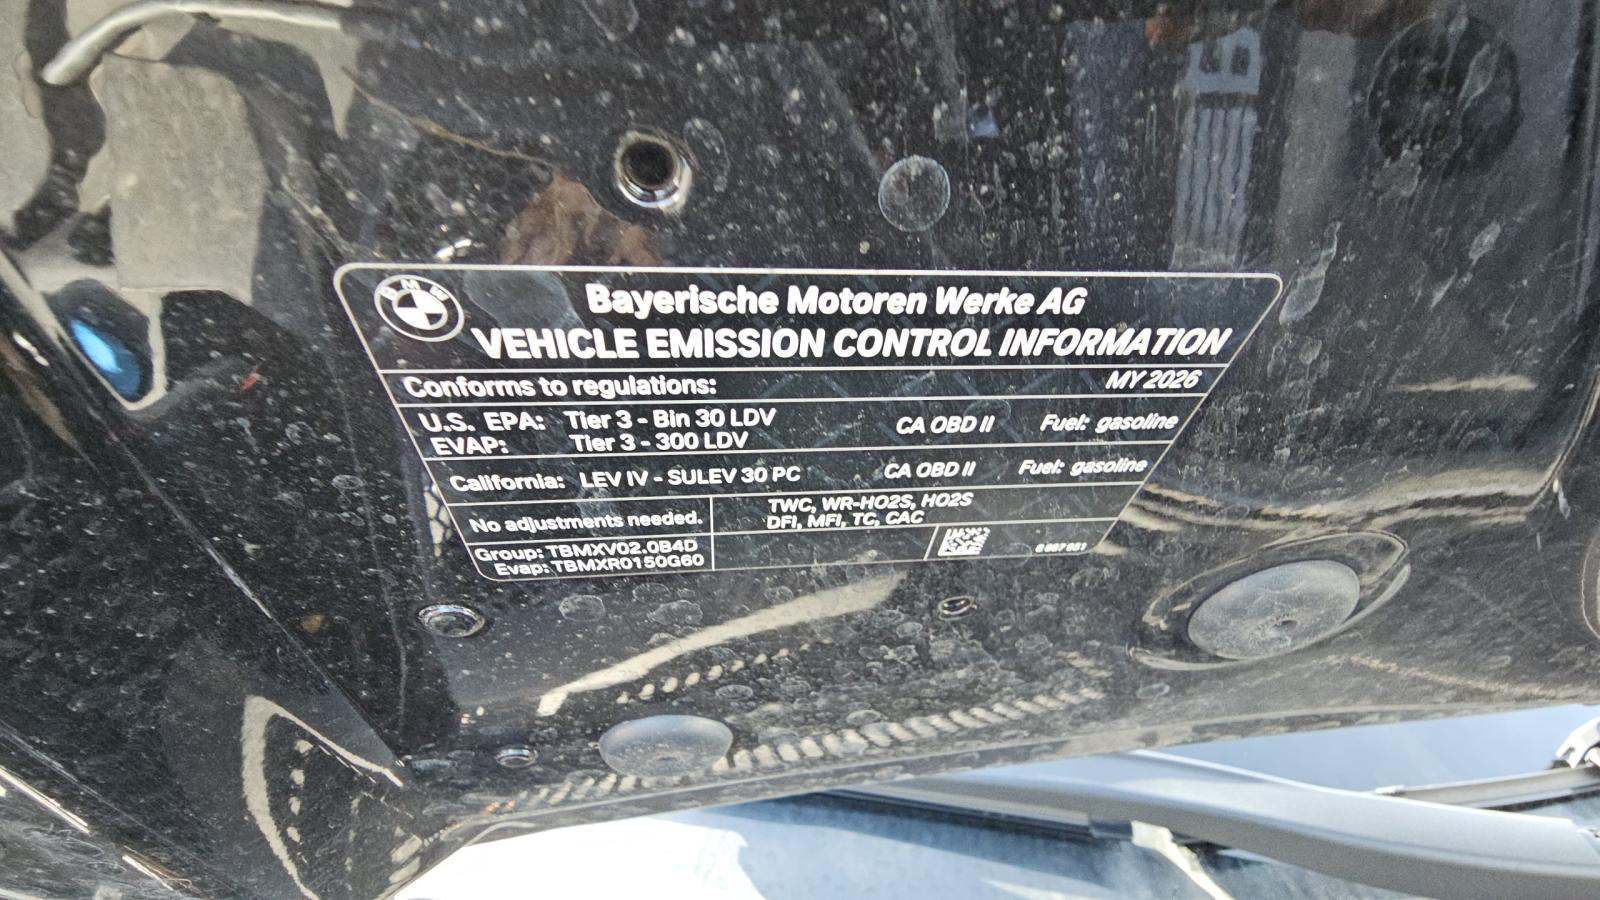 BMW
Bayerische Motoren Werke AG
VEHICLE EMISSION CONTROL INFORMATION
Conforms to regulations: MY 2026
U.S. EPA: Tier 3 - Bin 30 LDV CA OBD II Fuel: gasoline
EVAP: Tier 3 - 300 LDV
California: LEV IV - SULEV 30 PC CA OBD II Fuel: gasoline
No adjustments needed.
TWC, WR-HO2S, HO2S
DFI, MFI, TC, CAC
Group: TBMXV02.0B4D
Evap: TBMXR0150G60